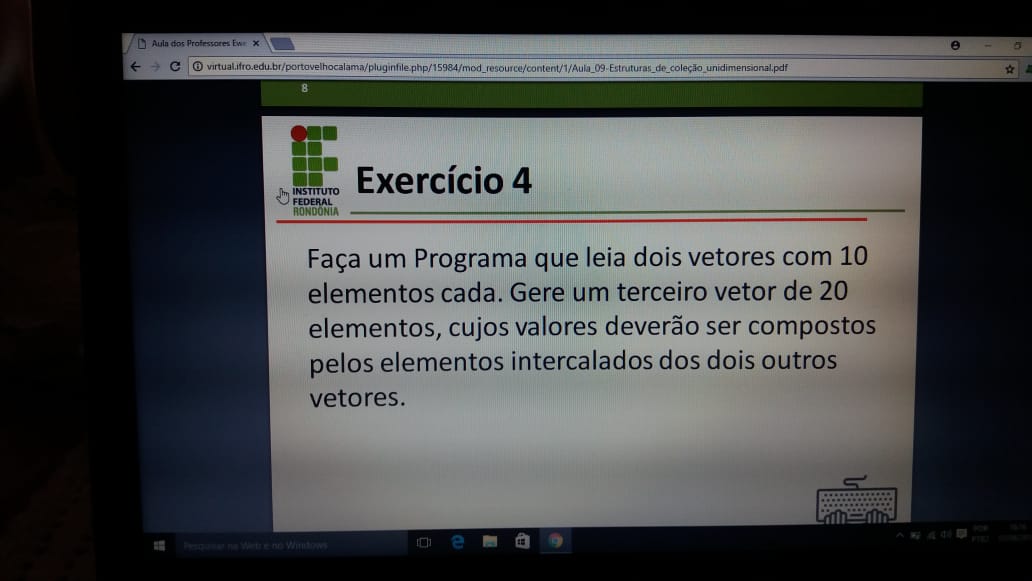 Aula dos Professores Ewe
virtual.ifro.edu.br/portovelhocalama/pluginfile.php/15984/mod_resource/content/1/Aula_09-Estruturas_de_coleção_unidimensional.pdf
8
INSTITUTO
FEDERAL
RONDÔNIA
Exercício 4
Faça um Programa que leia dois vetores com 10
elementos cada. Gere um terceiro vetor de 20
elementos, cujos valores deverão ser compostos
pelos elementos intercalados dos dois outros
vetores.
Pesquisar na Web e no Windows
POR